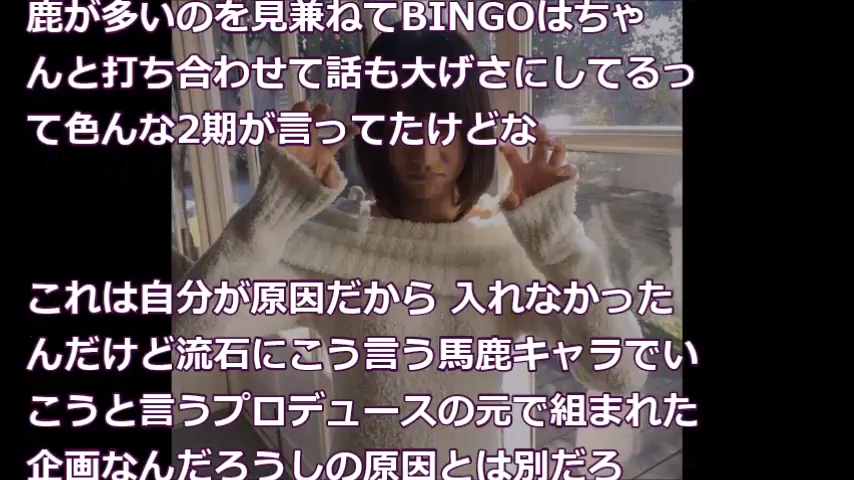 鹿が多いのを見兼ねてBINGOはちゃ
んと打ち合わせて話も大げさにしてるっ
て色んな2期が言ってたけどな
これは自分が原因だから 入れなかった
んだけど流石にこう言う馬鹿キャラでい
こうと言うプロデュースの元で組まれた
企画なんだろうしの原因とは別だろ